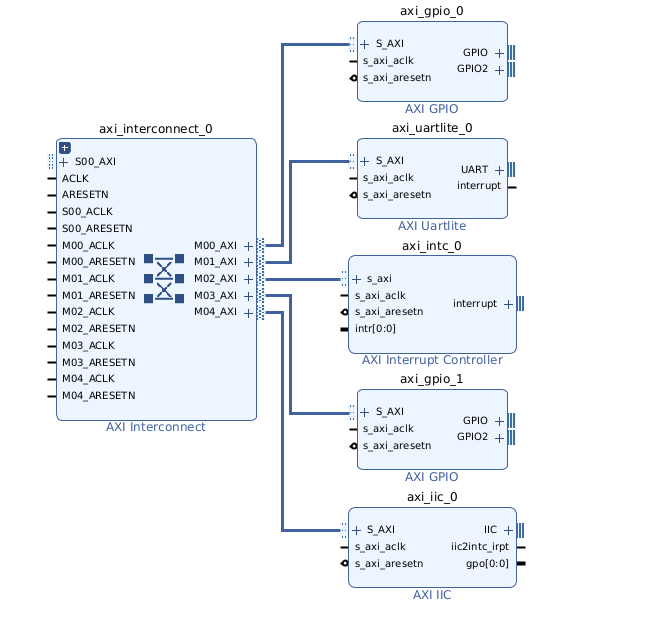 axi_interconnect_0
S00_AXI
ACLK
ARESETN
S00_ACLK
S00_ARESETN
M00_ACLK
M00_ARESETN
M01_ACLK
M01_ARESETN
M02_ACLK
M02_ARESETN
M03_ACLK
M03_ARESETN
M04_ACLK
M04_ARESETN
M00_AXI
M01_AXI
M02_AXI
M03_AXI
M04_AXI
AXI Interconnect
axi_gpio_0
S_AXI
s_axi_aclk
s_axi_aresetn
GPIO
GPIO2
AXI GPIO
axi_uartlite_0
S_AXI
s_axi_aclk
s_axi_aresetn
UART
interrupt
AXI Uartlite
axi_intc_0
s_axi
s_axi_aclk
s_axi_aresetn
intr[0:0]
interrupt
AXI Interrupt Controller
axi_gpio_1
S_AXI
s_axi_aclk
s_axi_aresetn
GPIO
GPIO2
AXI GPIO
axi_iic_0
S_AXI
s_axi_aclk
s_axi_aresetn
IIC
iic2intc_irpt
gpo[0:0]
AXI IIC